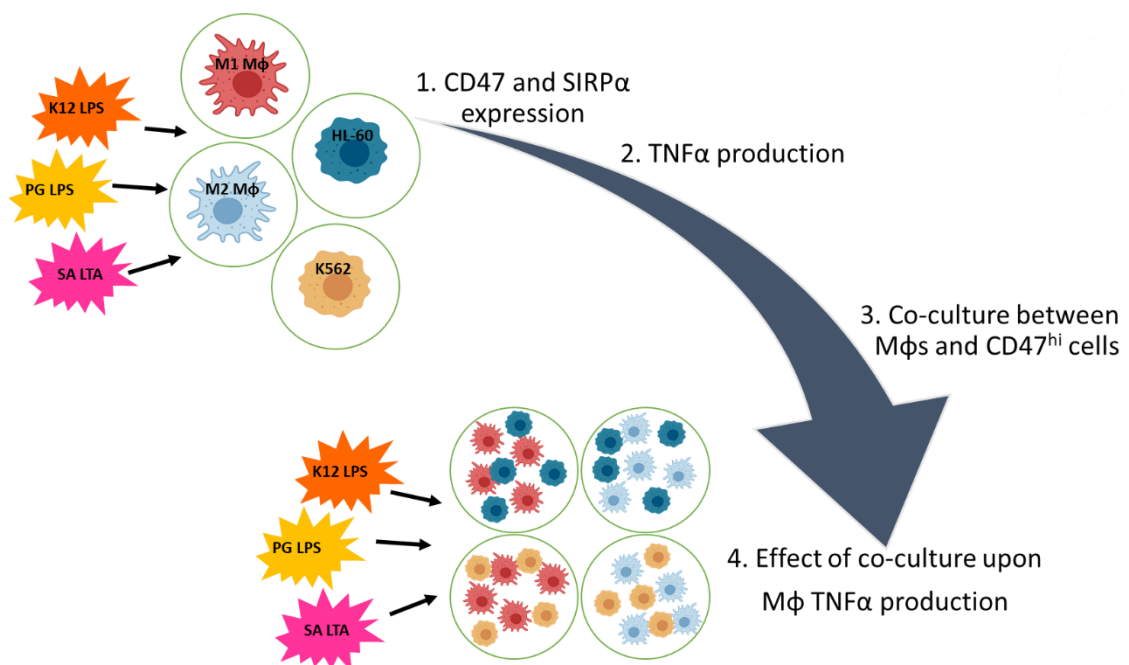 M1 Mϕ
K12 LPS
HL-60
PG LPS
M2 Mϕ
SA LTA
K562
1. CD47 and SIRPα
expression
2. TNFα production
3. Co-culture between
Mϕs and CD47ʰⁱ cells
K12 LPS
PG LPS
SA LTA
4. Effect of co-culture upon
Mϕ TNFα production